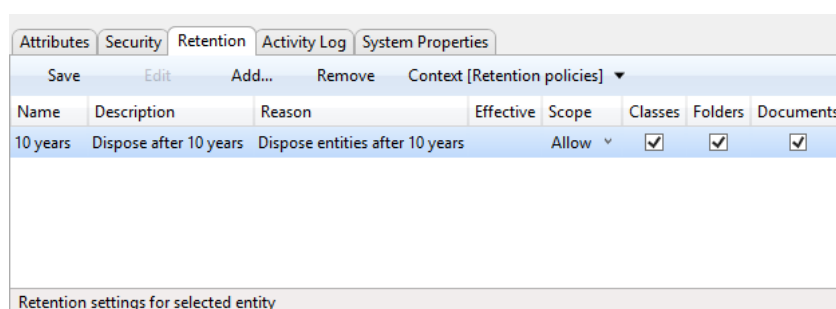 Attributes Security Retention Activity Log System Properties
Save Edit Add... Remove Context [Retention policies]
Name Description Reason Effective Scope Classes Folders Documents
10 years Dispose after 10 years Dispose entities after 10 years Allow
Retention settings for selected entity